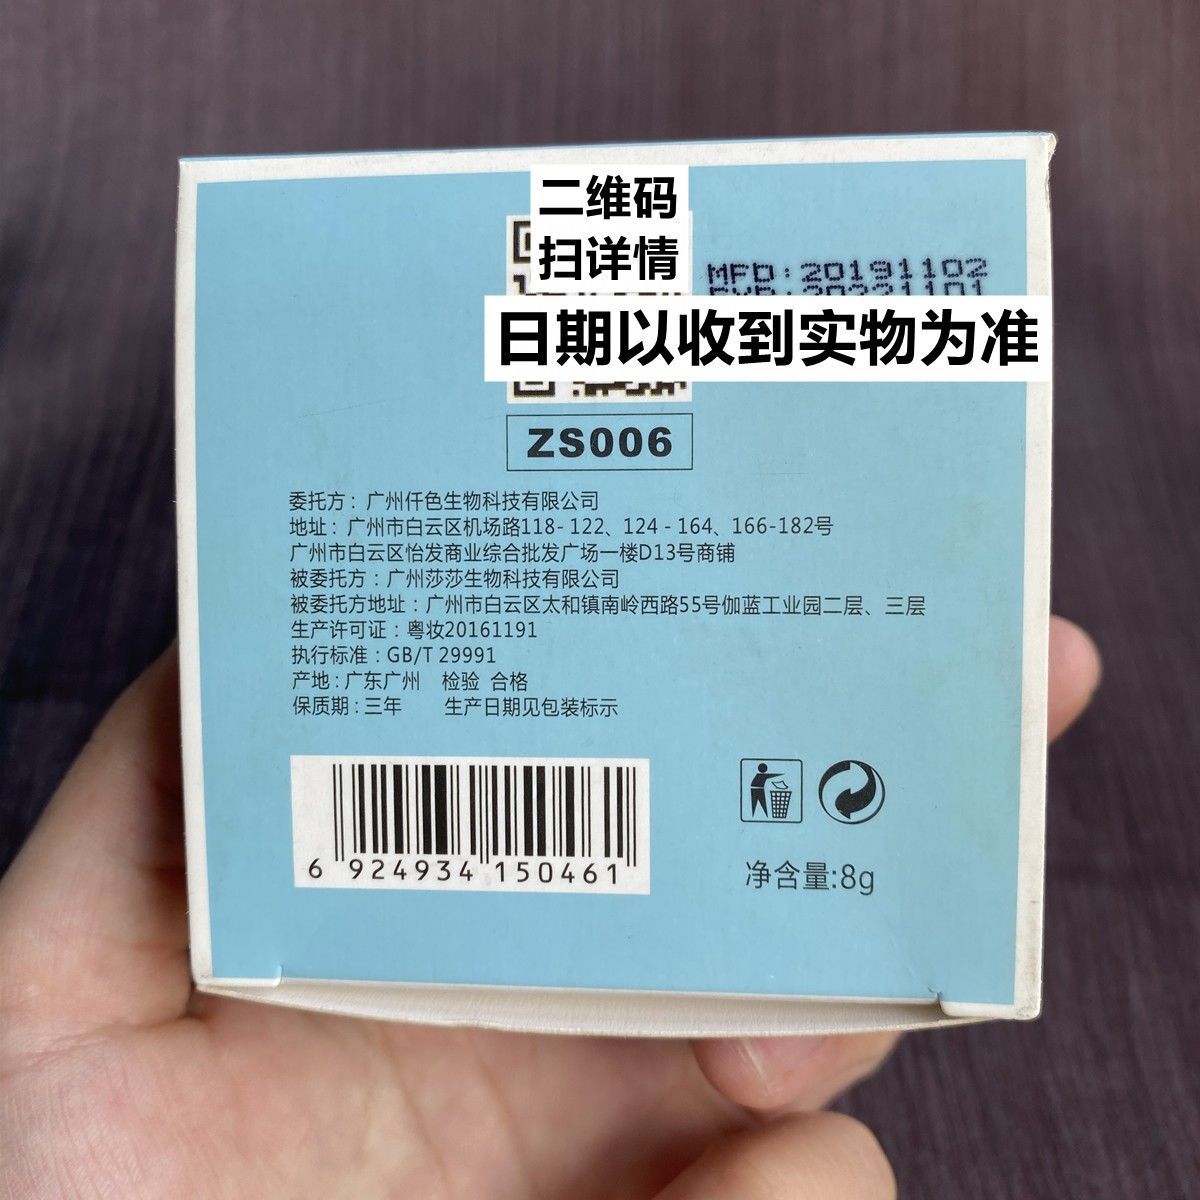 二维码
扫详情
MFD:20191102
EXP:20221101
日期以收到实物为准
ZS006
委托方：广州仟色生物科技有限公司
地址：广州市白云区机场路118-122、124-164、166-182号
广州市白云区怡发商业综合批发广场一楼D13号商铺
被委托方：广州莎莎生物科技有限公司
被委托方地址：广州市白云区太和镇南岭西路55号伽蓝工业园二层、三层
生产许可证：粤妆20161191
执行标准：GB/T 29991
产地：广东广州 检验 合格
保质期：三年 生产日期见包装标示
6 924934 150461
净含量:8g